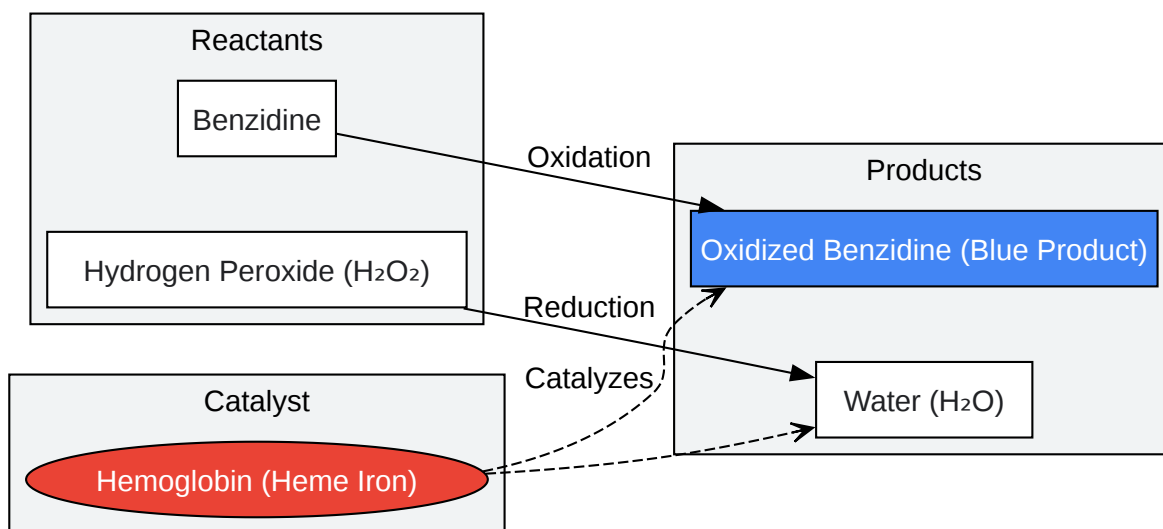 Reactants
Benzidine
Hydrogen Peroxide (H₂O₂)
Oxidation
Reduction
Catalyzes
Products
Oxidized Benzidine (Blue Product)
Water (H₂O)
Catalyst
Hemoglobin (Heme Iron)